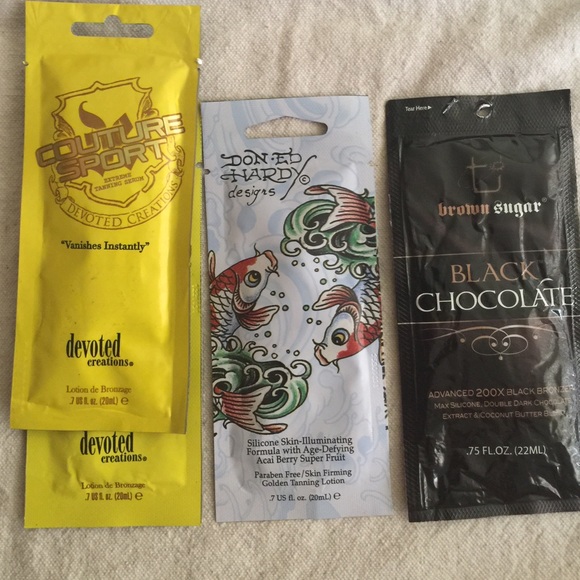 COUTURE
SPORT
EXTREME
TANNING SERUM
DEVOTED CREATIONS
"Vanishes Instantly"
devoted
creations®
Lotion de Bronzage
.7 US fl. oz. (20mL) e
devoted
creations®
Lotion de Bronzage
.7 US fl. oz. (20mL) e
DON·ED
HARDY©
designs
Silicone Skin-Illuminating
Formula with Age-Defying
Acai Berry Super Fruit
Paraben Free/Skin Firming
Golden Tanning Lotion
.7 US fl. oz. (20mL) e
Tear Here
brown sugar®
BLACK
CHOCOLATE
ADVANCED 200X BLACK
MAX SILICONE, DOUBLE DARK
EXTRACT & COCONUT BUTTER
.75 FL.OZ. (22ML)